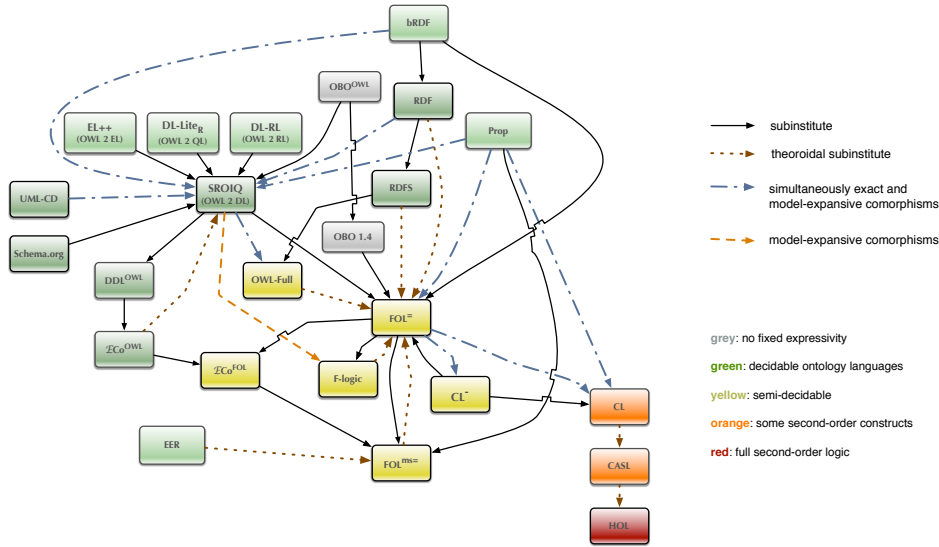 bRDF
OBO^OWL
RDF
EL++
(OWL 2 EL)
DL-Lite_R
(OWL 2 QL)
DL-RL
(OWL 2 RL)
Prop
subinstitute
theoroidal subinstitute
simultaneously exact and
model-expansive comorphisms
model-expansive comorphisms
UML-CD
SROIQ
(OWL 2 DL)
RDFS
Schema.org
OBO 1.4
DDL^OWL
OWL-Full
FOL^=
ℰCo^OWL
ℰCo^FOL
F-logic
CL^-
CL
EER
FOL^ms=
CASL
HOL
grey: no fixed expressivity
green: decidable ontology languages
yellow: semi-decidable
orange: some second-order constructs
red: full second-order logic